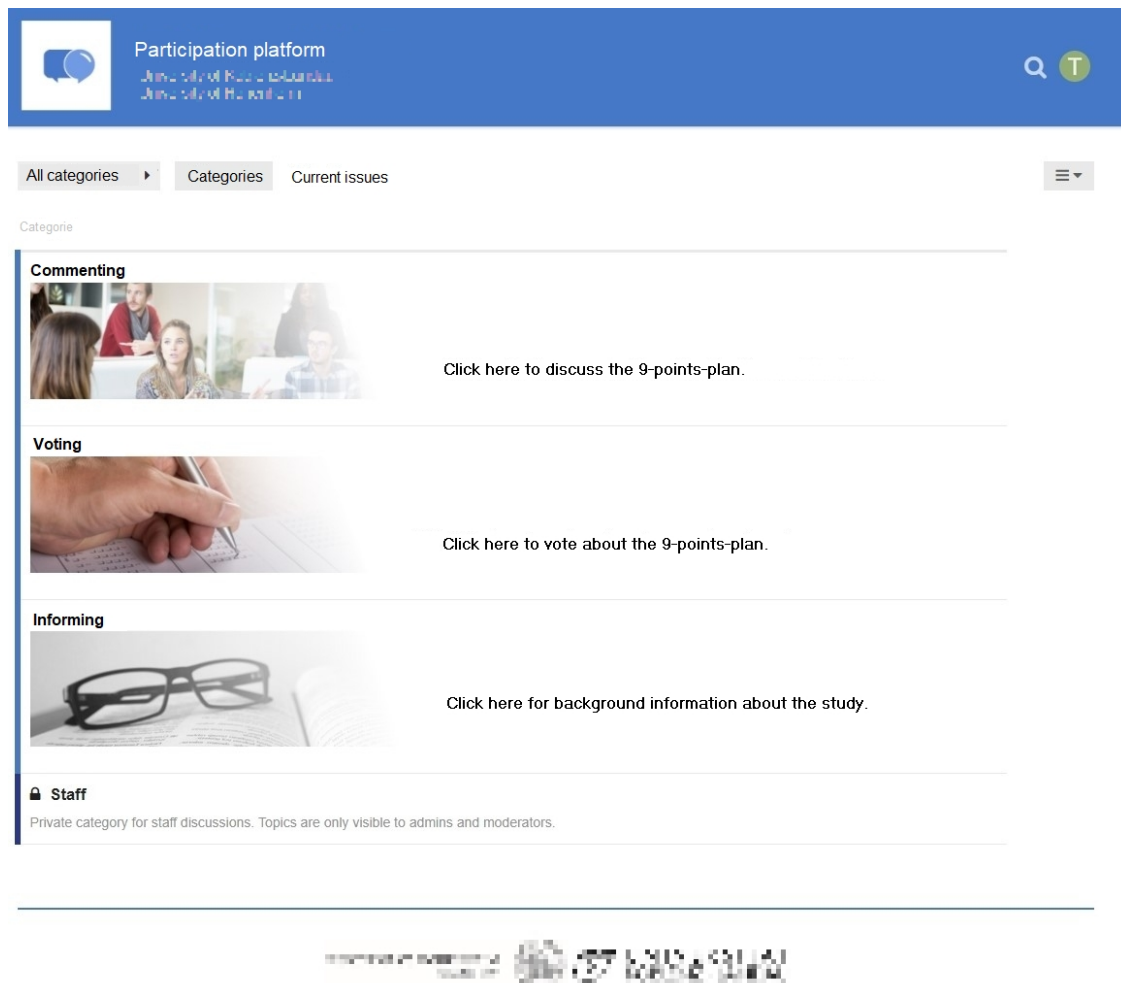 Participation platform
T
All categories
Categories
Current issues
Categorie
Commenting
Click here to discuss the 9-points-plan.
Voting
Click here to vote about the 9-points-plan.
Informing
Click here for background information about the study.
Staff
Private category for staff discussions. Topics are only visible to admins and moderators.